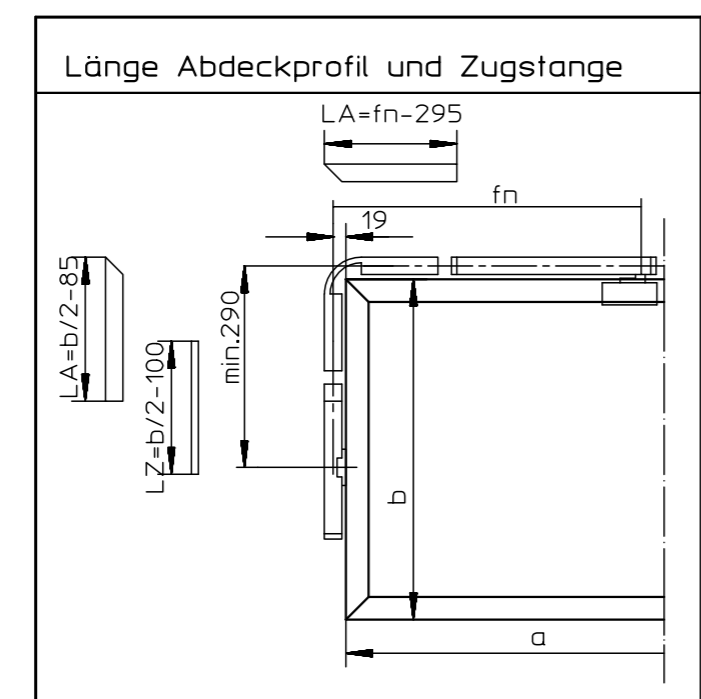 Länge Abdeckprofil und Zugstange
LA=fn-295
fn
19
LA=b/2-85
LZ=b/2-100
min.290
b
a